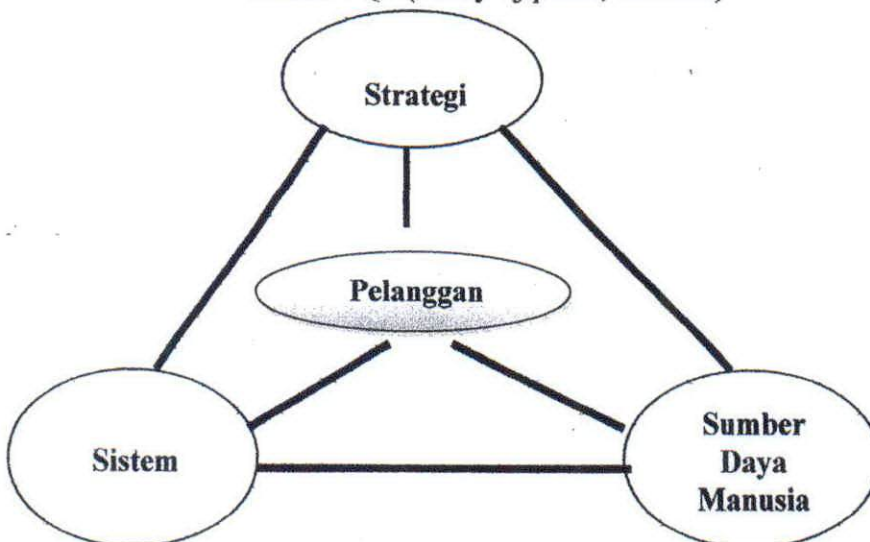 Strategi
Pelanggan
Sistem
Sumber
Daya
Manusia